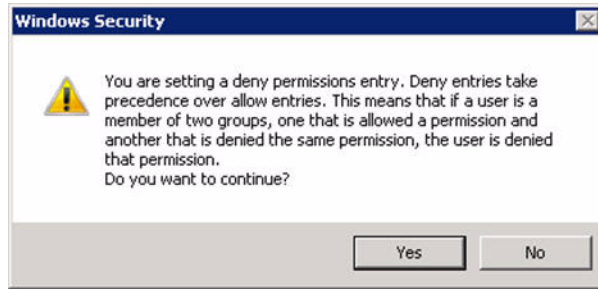 Windows Security
You are setting a deny permissions entry. Deny entries take
precedence over allow entries. This means that if a user is a
member of two groups, one that is allowed a permission and
another that is denied the same permission, the user is denied
that permission.
Do you want to continue?
Yes No